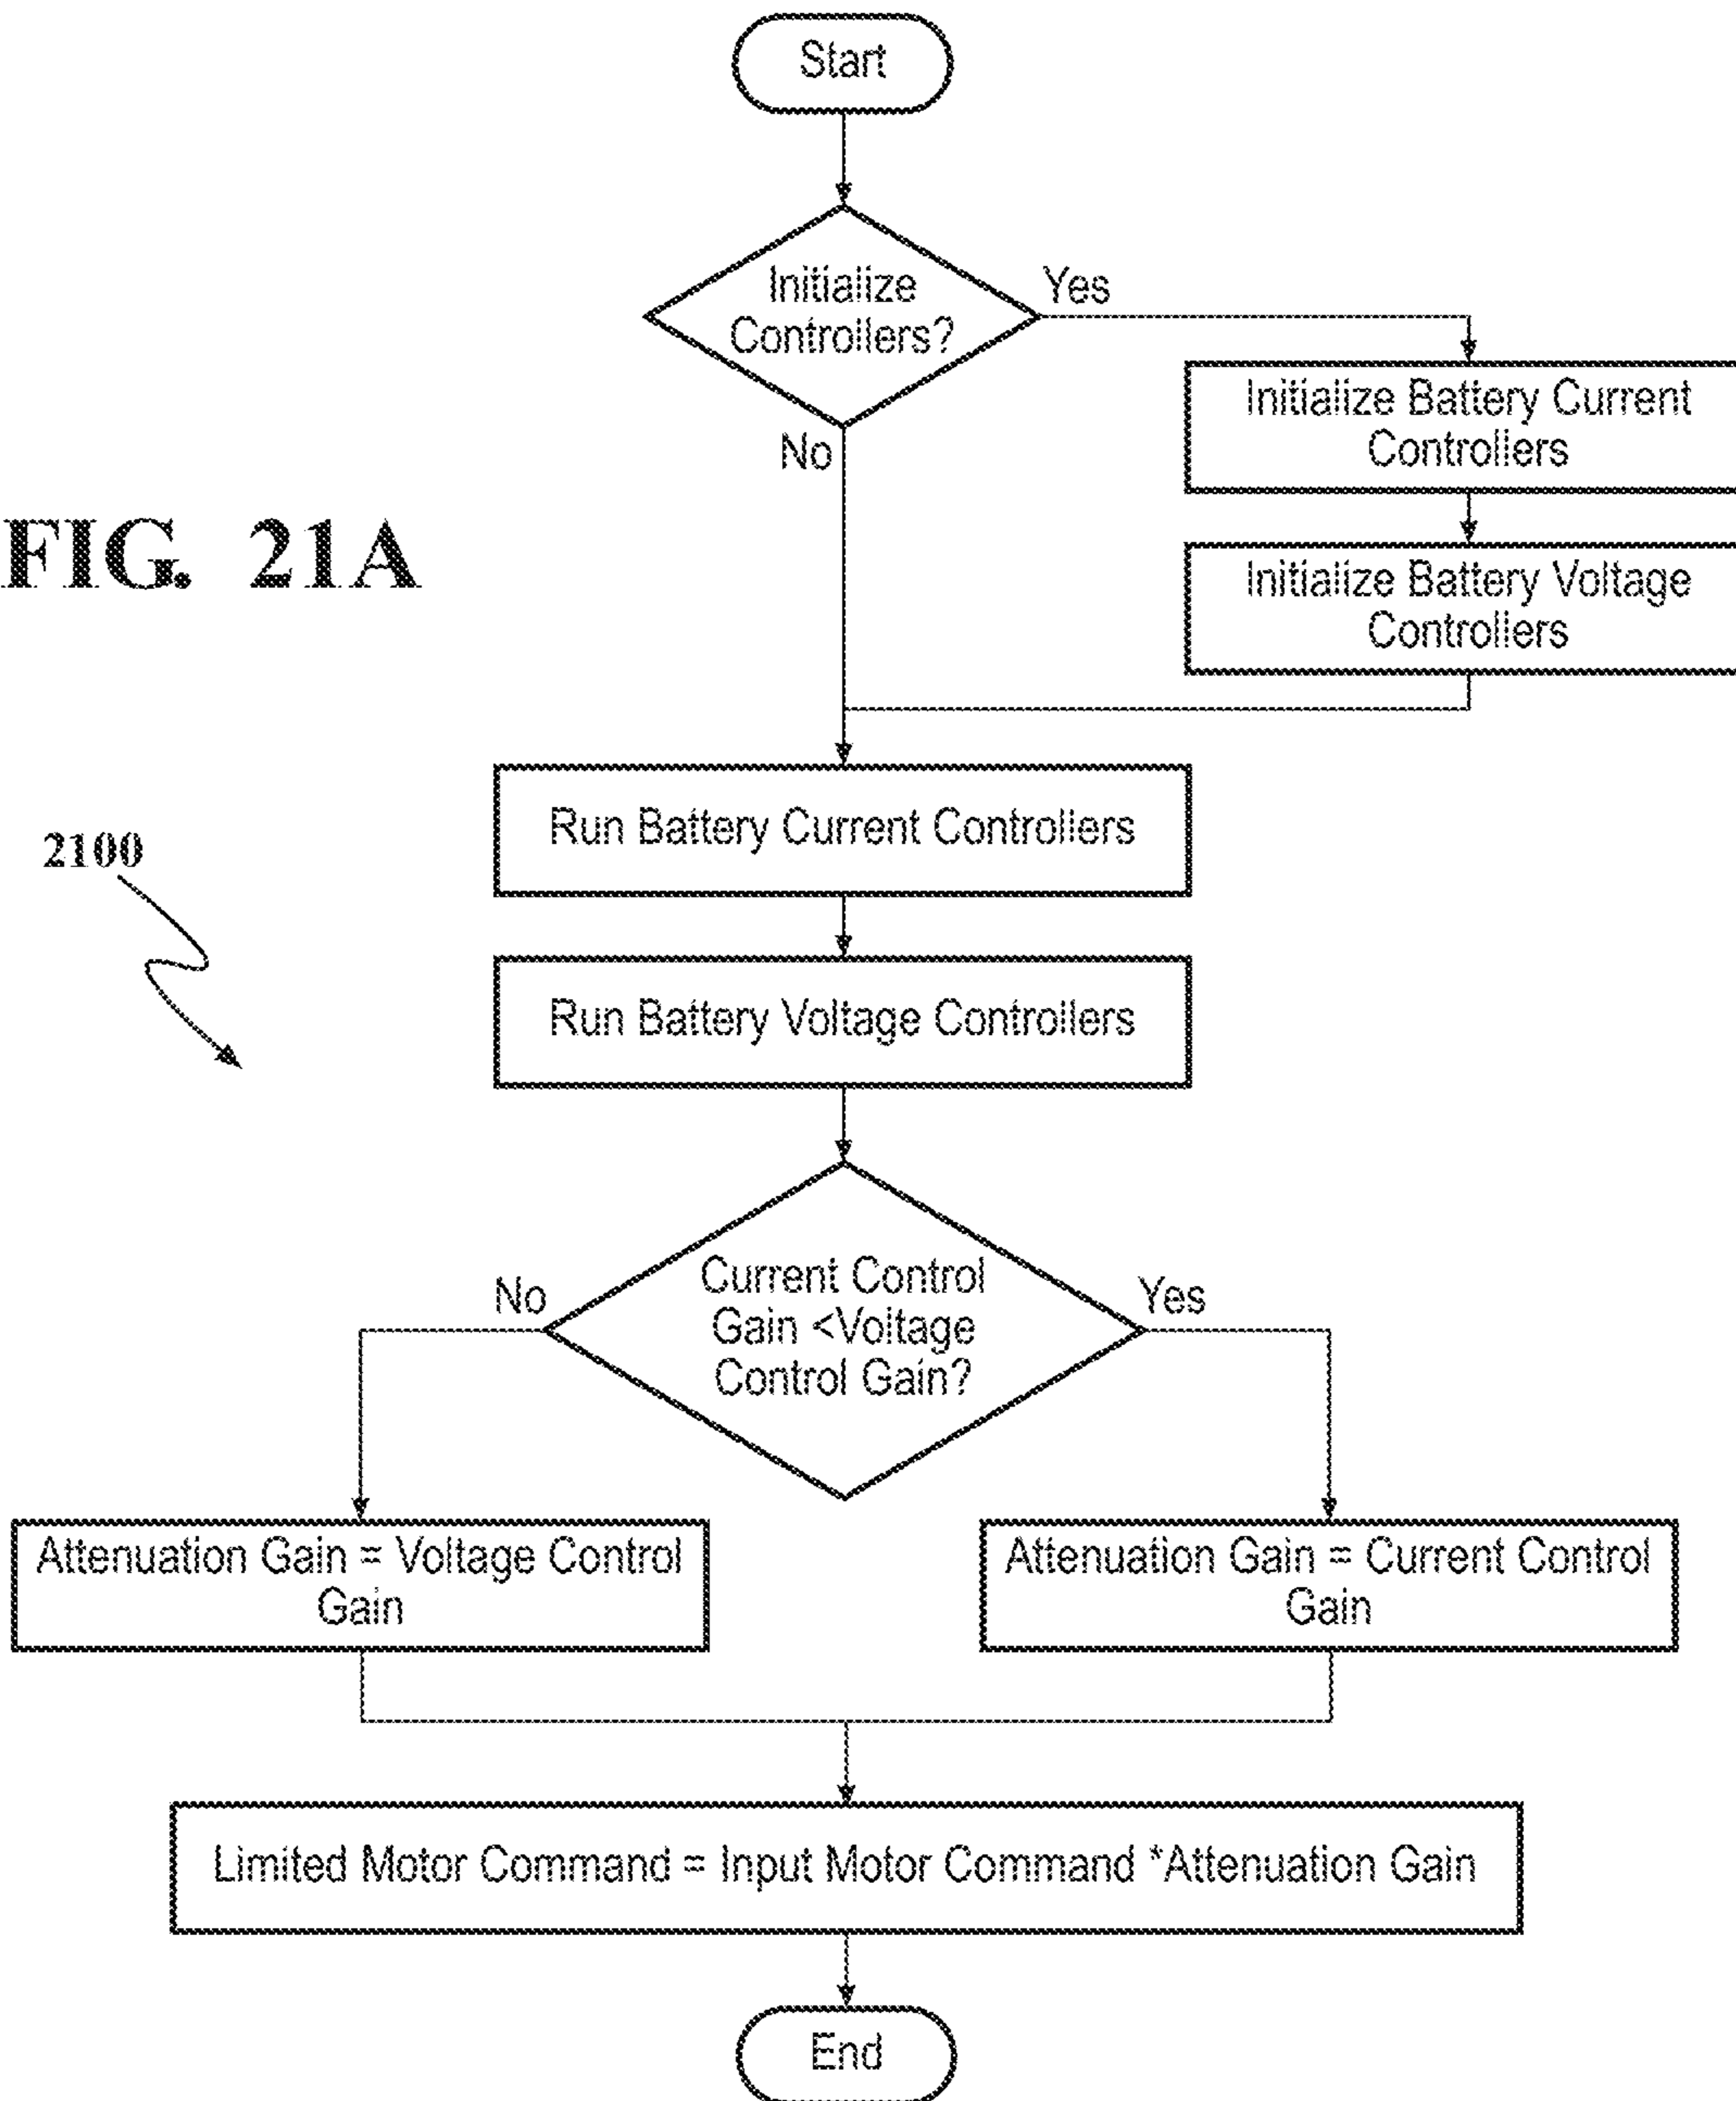 Start
Initialize
Controllers?
Yes
No
Initialize Battery Current
Controllers
Initialize Battery Voltage
Controllers
FIG. 21A
Run Battery Current Controllers
2100
Run Battery Voltage Controllers
Current Control
Gain <Voltage
Control Gain?
No
Yes
Attenuation Gain = Voltage Control
Gain
Attenuation Gain = Current Control
Gain
Limited Motor Command = Input Motor Command *Attenuation Gain
End